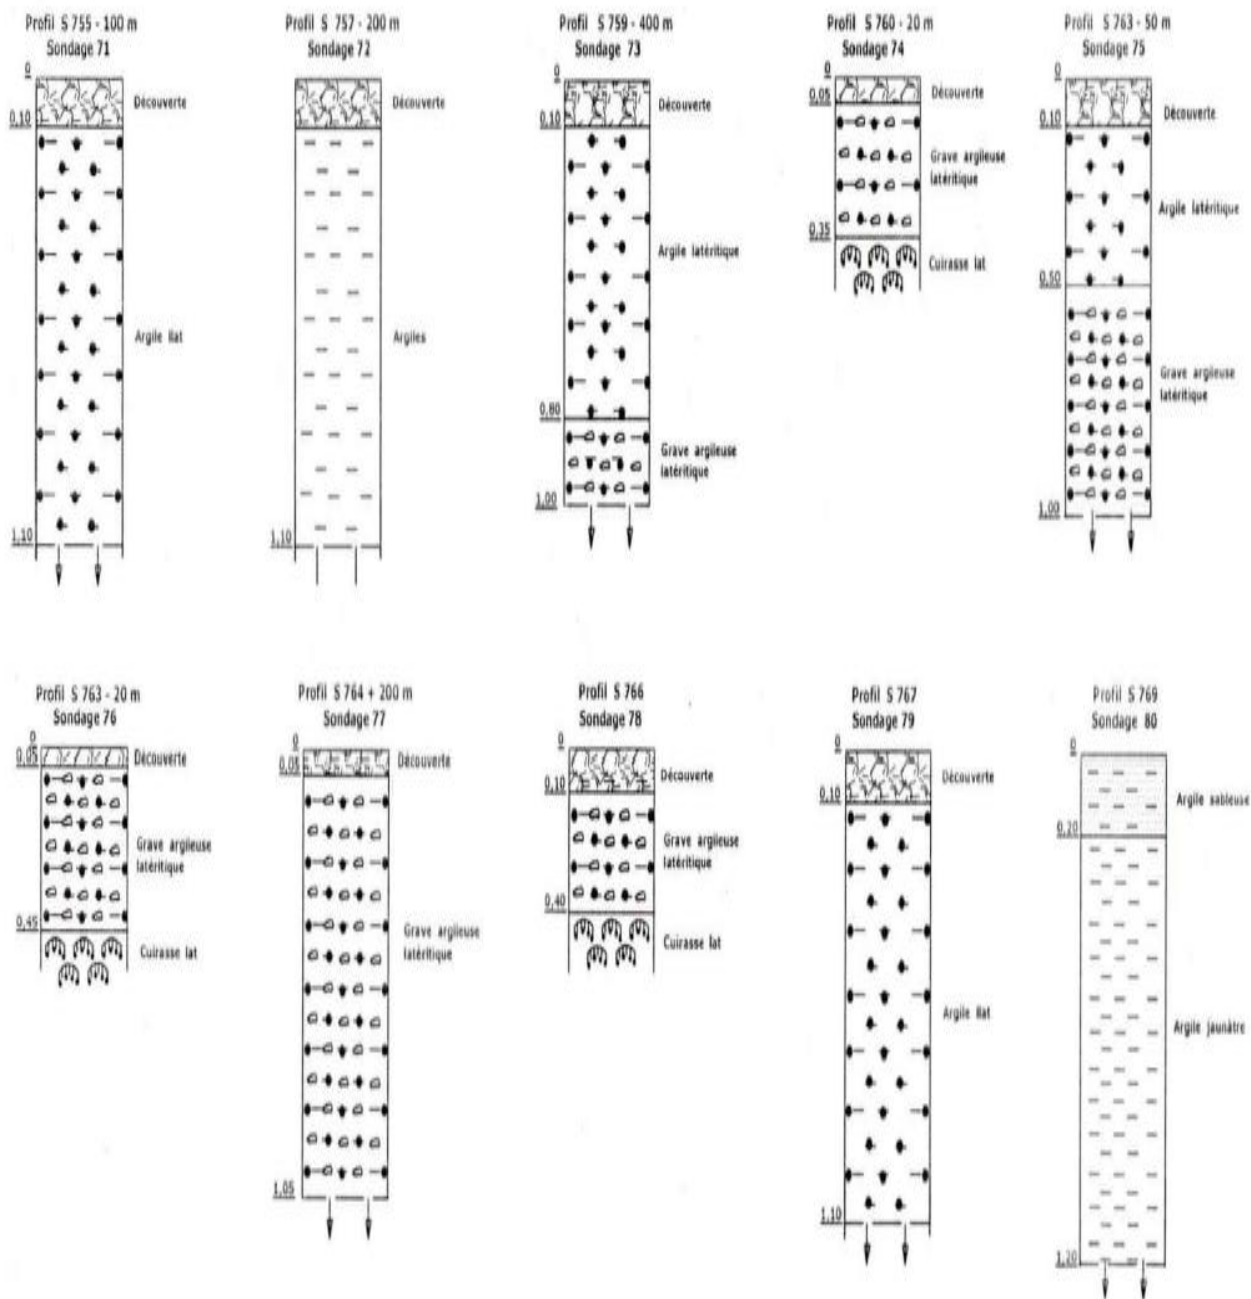 Profil S 755 - 100 m
Sondage 71
0
Découverte
0,10
Argile llat
1,10
Profil S 757 - 200 m
Sondage 72
0
Découverte
0,10
Argiles
1,10
Profil S 759 - 400 m
Sondage 73
0
Découverte
0,10
Argile latéritique
0,80
Grave argileuse
latéritique
1,00
Profil S 760 - 20 m
Sondage 74
0
Découverte
0,05
Grave argileuse
latéritique
0,35
Cuirasse lat
Profil S 763 - 50 m
Sondage 75
0
Découverte
0,10
Argile latéritique
0,50
Grave argileuse
latéritique
1,00
Profil S 763 - 20 m
Sondage 76
0
Découverte
0,05
Grave argileuse
latéritique
0,45
Cuirasse lat
Profil S 764 + 200 m
Sondage 77
0
Découverte
0,05
Grave argileuse
latéritique
1,05
Profil S 766
Sondage 78
0
Découverte
0,10
Grave argileuse
latéritique
0,40
Cuirasse lat
Profil S 767
Sondage 79
0
Découverte
0,10
Argile llat
1,10
Profil S 769
Sondage 80
0
Argile sableuse
0,20
Argile jaunâtre
1,20